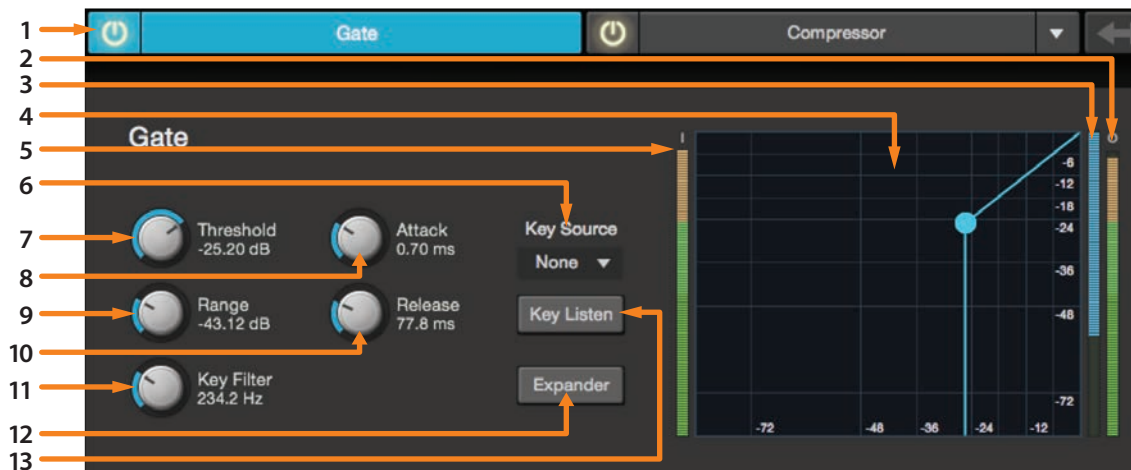 1
Gate
Compressor
2
3
4
Gate
5
I
O
6
-6
-12
-18
-24
-36
-48
-72
7
Threshold
-25.20 dB
Attack
0.70 ms
Key Source
None
8
9
Range
-43.12 dB
Release
77.8 ms
Key Listen
10
11
Key Filter
234.2 Hz
Expander
12
-72
-48
-36
-24
-12
13